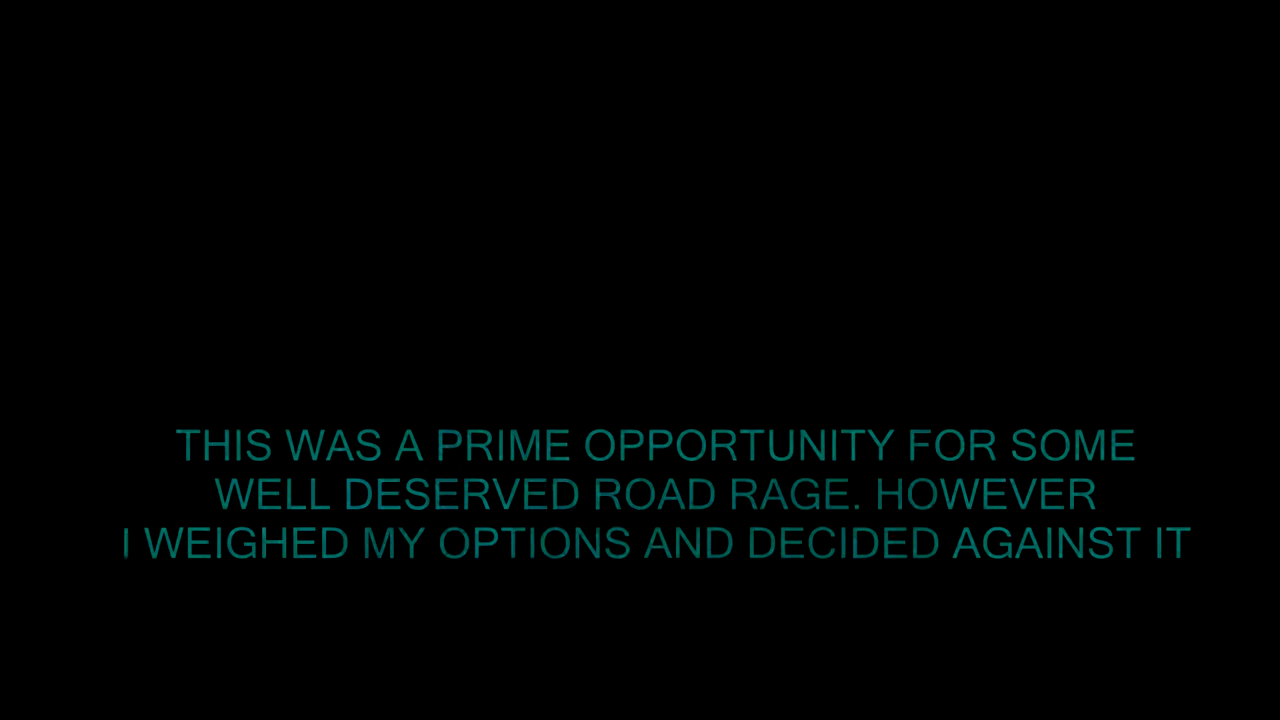 THIS WAS A PRIME OPPORTUNITY FOR SOME
WELL DESERVED ROAD RAGE. HOWEVER
I WEIGHED MY OPTIONS AND DECIDED AGAINST IT